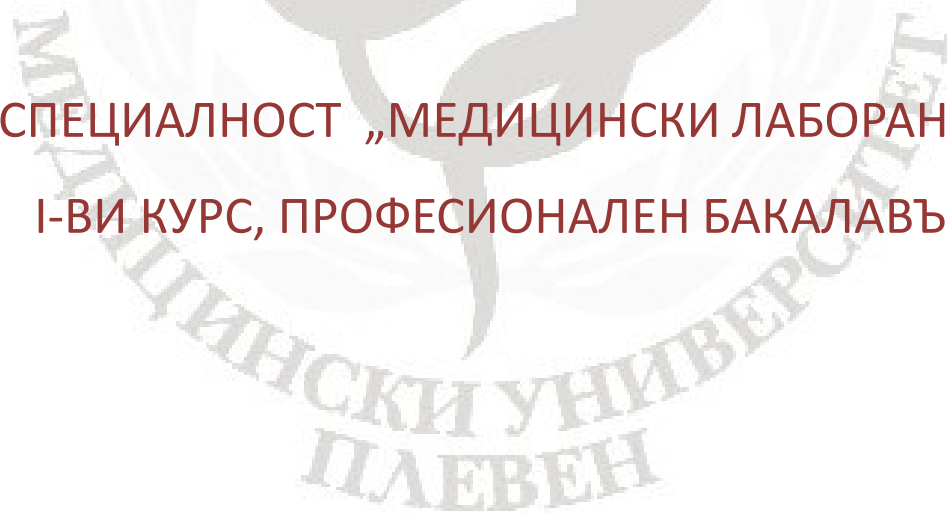 СПЕЦИАЛНОСТ „МЕДИЦИНСКИ ЛАБОРАН
I-ВИ КУРС, ПРОФЕСИОНАЛЕН БАКАЛАВЪ
МЕДИЦИНСКИ УНИВЕРСИТЕТ
ПЛЕВЕН